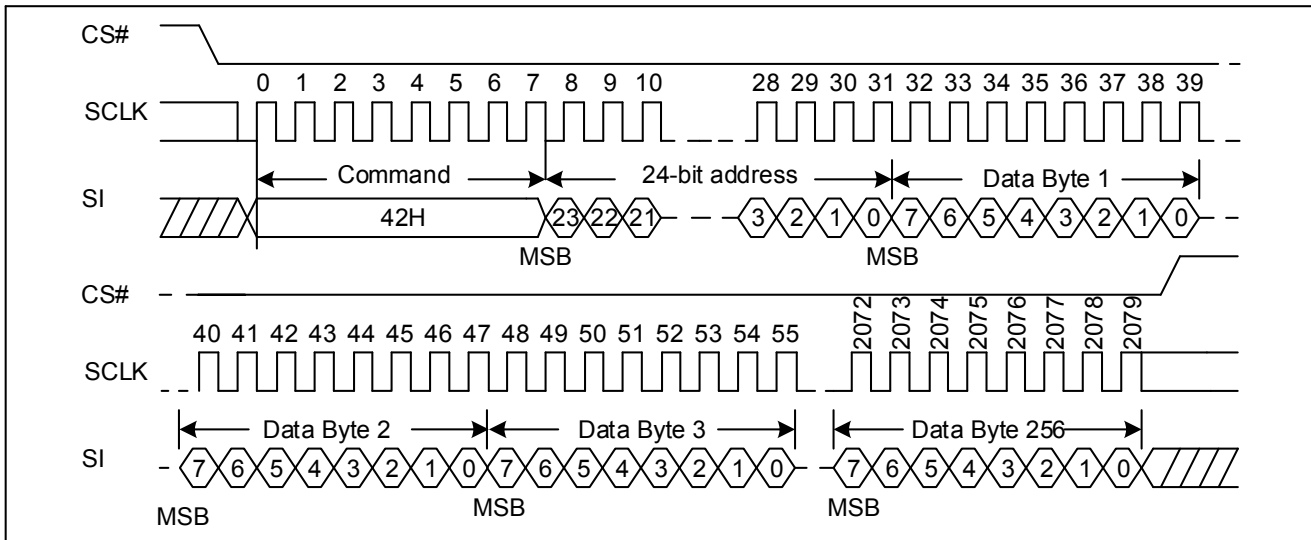 CS#
0 1 2 3 4 5 6 7 8 9 10 28 29 30 31 32 33 34 35 36 37 38 39
SCLK
Command 24-bit address Data Byte 1
SI
42H 23 22 21 3 2 1 0 7 6 5 4 3 2 1 0
MSB MSB
CS#
40 41 42 43 44 45 46 47 48 49 50 51 52 53 54 55 2072 2073 2074 2075 2076 2077 2078 2079
SCLK
Data Byte 2 Data Byte 3 Data Byte 256
SI
7 6 5 4 3 2 1 0 7 6 5 4 3 2 1 0 7 6 5 4 3 2 1 0
MSB MSB MSB